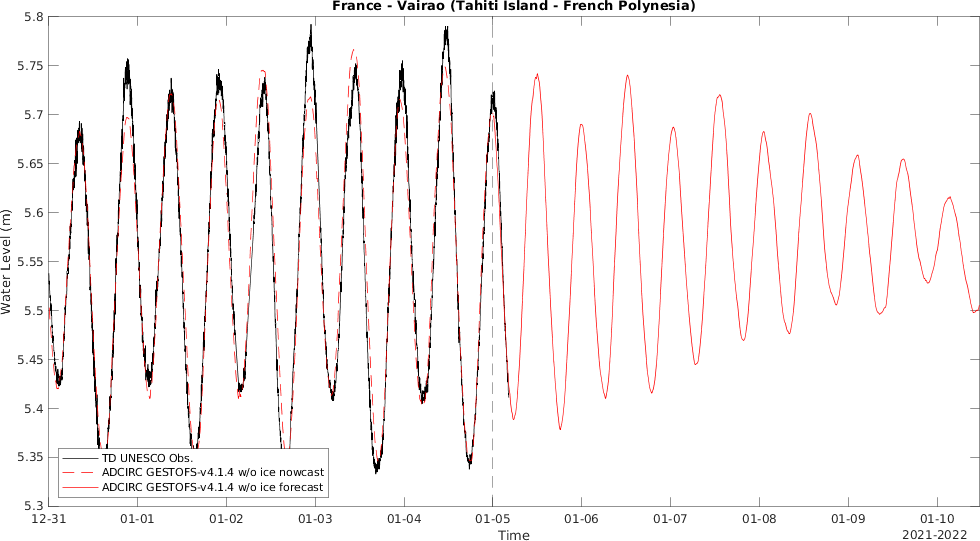 France - Vairao (Tahiti Island - French Polynesia)
5.8
5.75
5.7
5.65
5.6
5.55
5.5
5.45
5.4
5.35
5.3
Water Level (m)
TD UNESCO Obs.
ADCIRC GESTOFS-v4.1.4 w/o ice nowcast
ADCIRC GESTOFS-v4.1.4 w/o ice forecast
12-31 01-01 01-02 01-03 01-04 01-05 01-06 01-07 01-08 01-09 01-10
Time
2021-2022